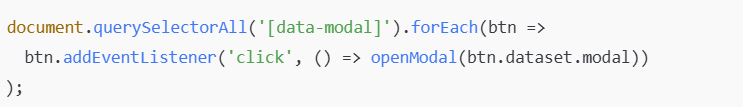 document.querySelectorAll('[data-modal]').forEach(btn =>
  btn.addEventListener('click', () => openModal(btn.dataset.modal))
);